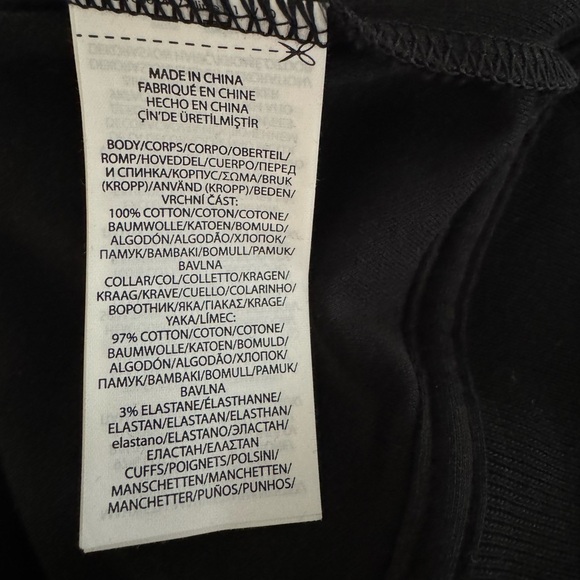 MADE IN CHINA
FABRIQUÉ EN CHINE
HECHO EN CHINA
ÇİN'DE ÜRETİLMİŞTİR
BODY/CORPS/CORPO/OBERTEIL/
ROMP/HOVEDDEL/CUERPO/ПЕРЕД
И СПИНКА/КОРПУС/ΣΩΜΑ/BRUK
(KROPP)/ANVÄND (KROPP)/BEDEN/
VRCHNÍ ČÁST:
100% COTTON/COTON/COTONE/
BAUMWOLLE/KATOEN/BOMULD/
ALGODÓN/ALGODÃO/ХЛОПОК/
ПАМУК/ΒΑΜΒΑΚΙ/BOMULL/PAMUK/
BAVLNA
COLLAR/COL/COLLETTO/KRAGEN/
KRAAG/KRAVE/CUELLO/COLARINHO/
ВОРОТНИК/ЯКА/ΓΙΑΚΑΣ/KRAGE/
YAKA/LÍMEC:
97% COTTON/COTON/COTONE/
BAUMWOLLE/KATOEN/BOMULD/
ALGODÓN/ALGODÃO/ХЛОПОК/
ПАМУК/ΒΑΜΒΑΚΙ/BOMULL/PAMUK/
BAVLNA
3% ELASTANE/ÉLASTHANNE/
ELASTAN/ELASTAAN/ELASTHAN/
elastano/ELASTANO/ЭЛАСТАН/
ЕЛАСТАН/ΕΛΑΣΤΑΝ
CUFFS/POIGNETS/POLSINI/
MANSCHETTEN/MANCHETTEN/
MANCHETTER/PUÑOS/PUNHOS/